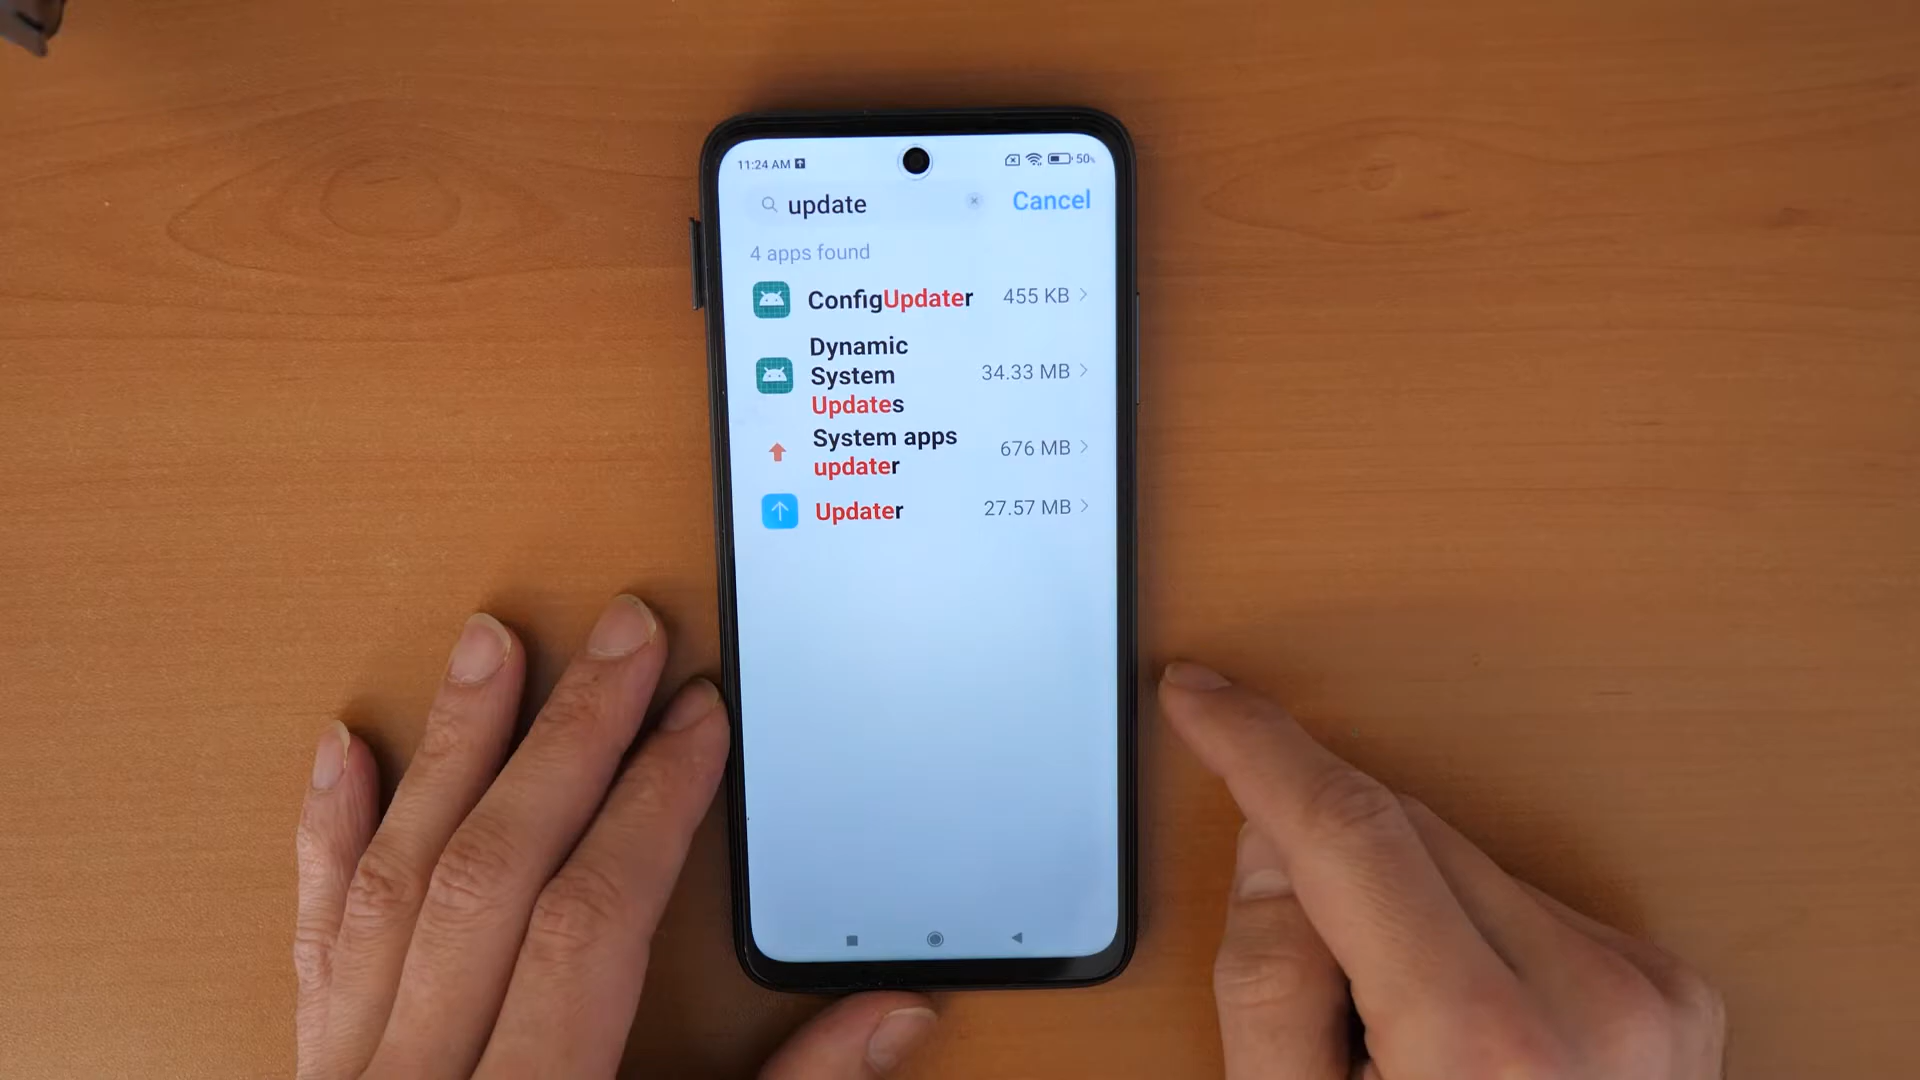 11:24 AM
50%
update
Cancel
4 apps found
ConfigUpdater 455 KB
Dynamic
System
Updates
34.33 MB
System apps
updater
676 MB
Updater 27.57 MB